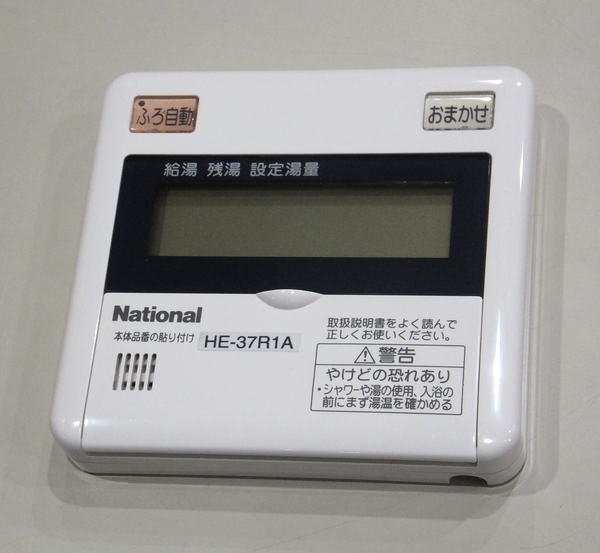 ふろ自動
おまかせ
給湯 残湯 設定湯量
National
本体品番の貼り付け HE-37R1A
取扱説明書をよく読んで
正しくお使いください。
⚠警告
やけどの恐れあり
・シャワーや湯の使用、入浴の
前にまず湯温を確かめる